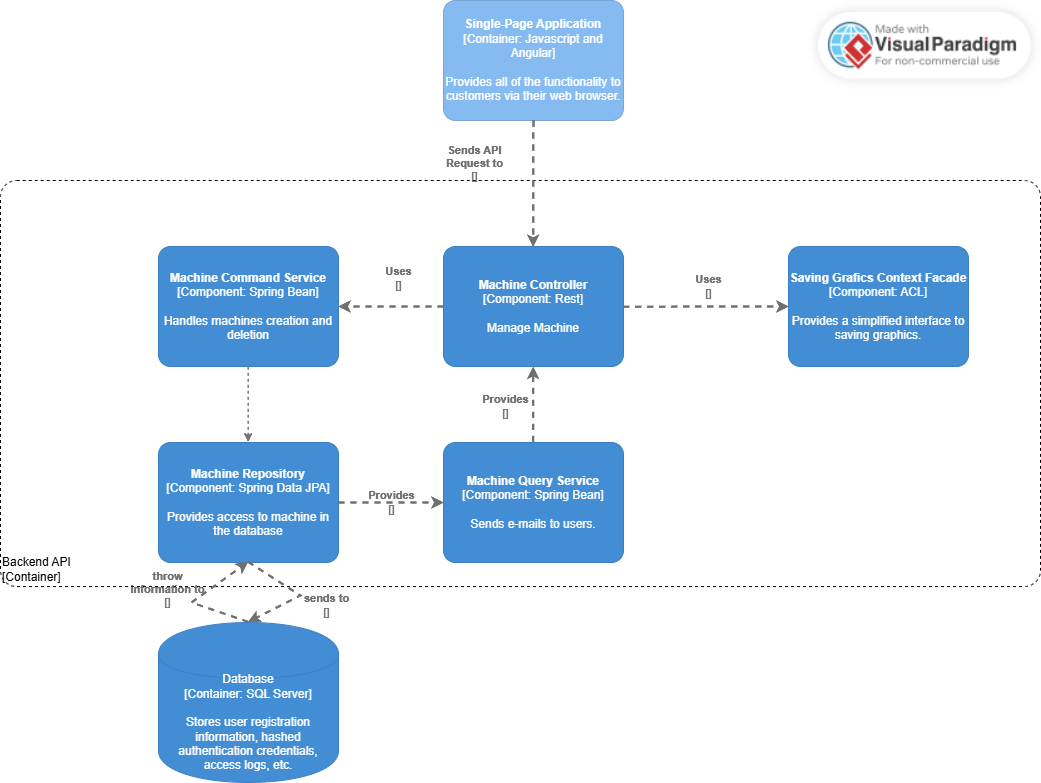 Single-Page Application
[Container: Javascript and
Angular]
Provides all of the functionality to
customers via their web browser.
Made with
Visual Paradigm
For non-commercial use
Sends API
Request to
[]
Machine Command Service
[Component: Spring Bean]
Handles machines creation and
deletion
Uses
[]
Machine Controller
[Component: Rest]
Manage Machine
Uses
[]
Saving Grafics Context Facade
[Component: ACL]
Provides a simplified interface to
saving graphics.
Provides
[]
Machine Repository
[Component: Spring Data JPA]
Provides access to machine in
the database
Provides
[]
Machine Query Service
[Component: Spring Bean]
Sends e-mails to users.
Backend API
[Container]
throw
information to
[]
sends to
[]
Database
[Container: SQL Server]
Stores user registration
information, hashed
authentication credentials,
access logs, etc.